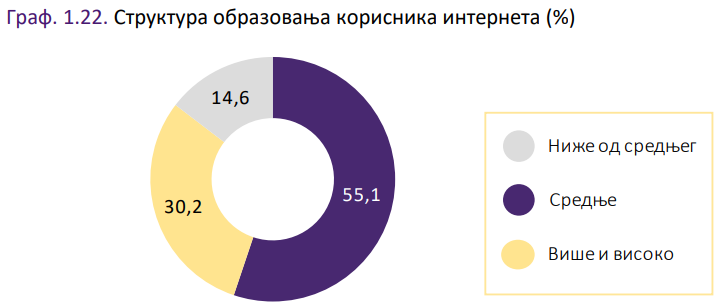 Граф. 1.22. Структура образовања корисника интернета (%)
14,6
55,1
30,2
Ниже од средњег
Средње
Више и високо